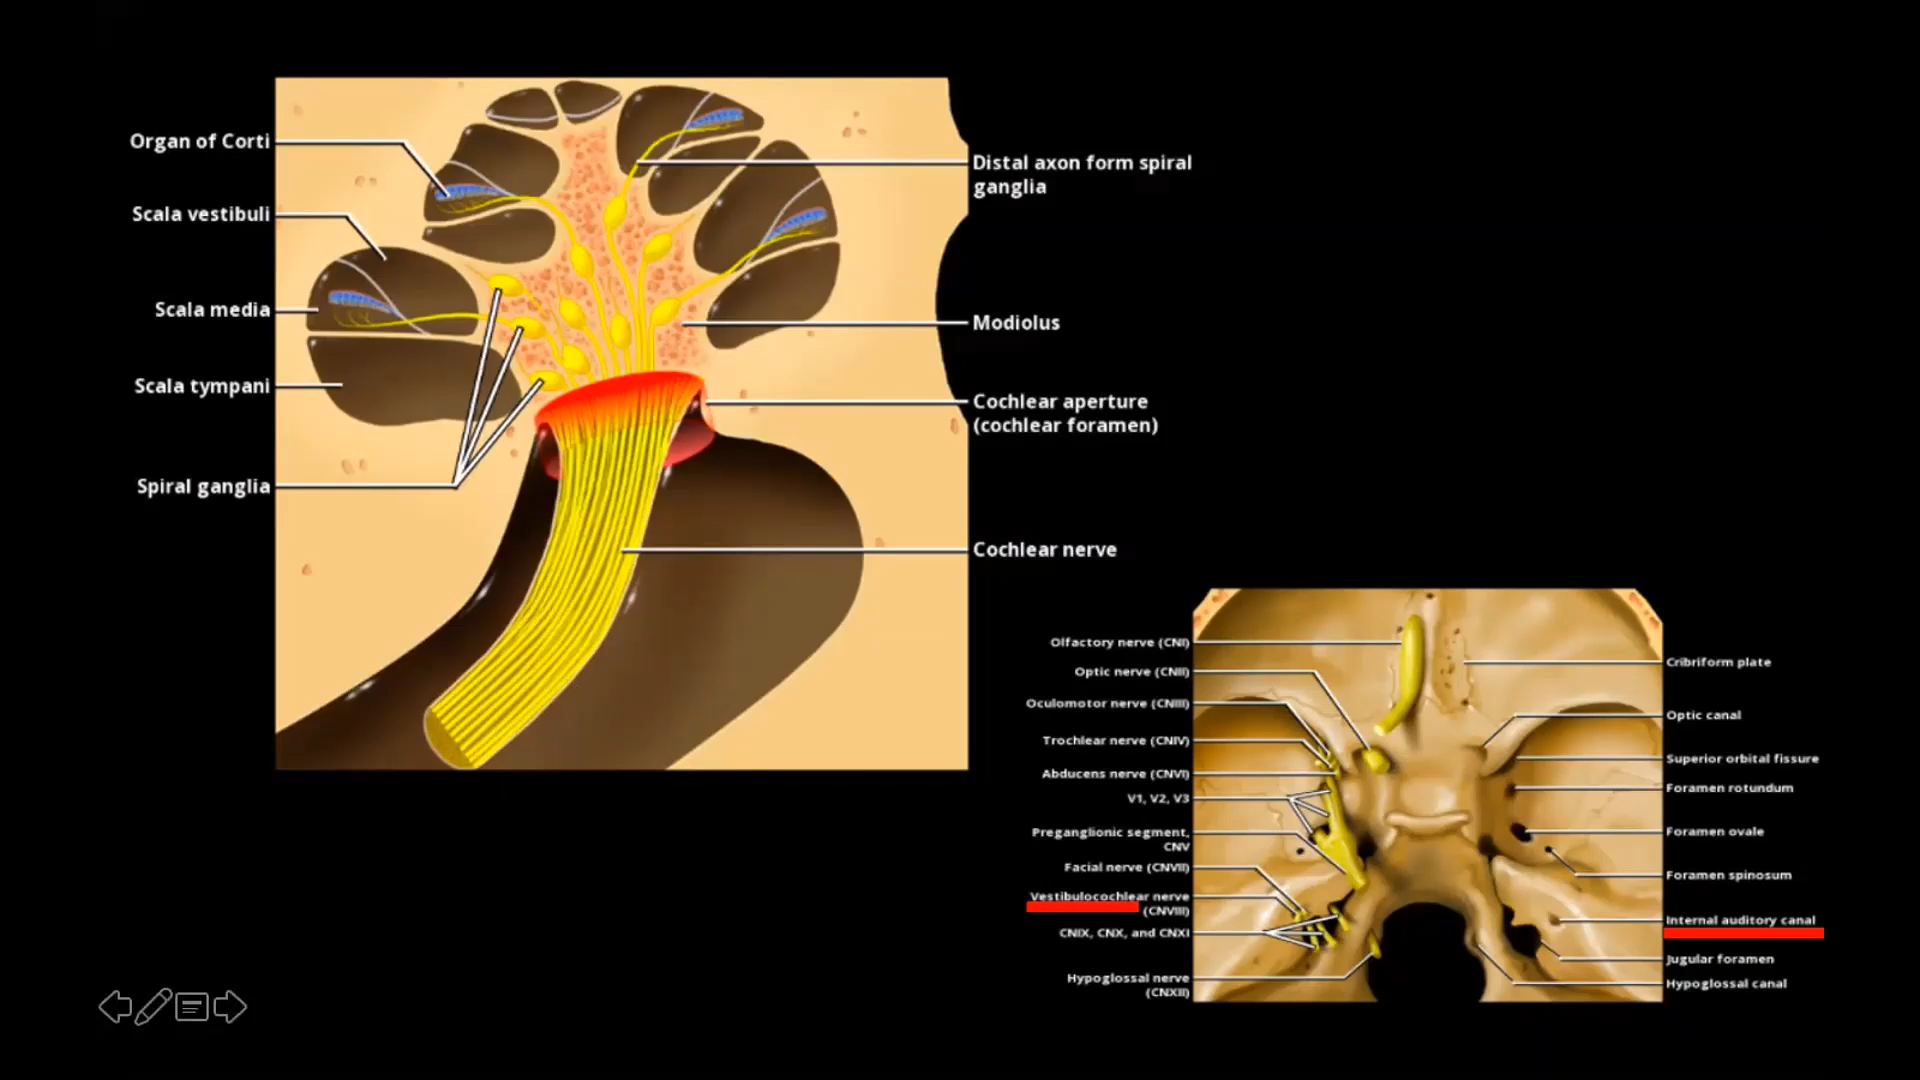 Organ of Corti
Scala vestibuli
Scala media
Scala tympani
Spiral ganglia
Distal axon form spiral
ganglia
Modiolus
Cochlear aperture
(cochlear foramen)
Cochlear nerve
Olfactory nerve (CNI)
Optic nerve (CNII)
Oculomotor nerve (CNIII)
Trochlear nerve (CNIV)
Abducens nerve (CNVI)
V1, V2, V3
Preganglionic segment,
CNV
Facial nerve (CNVII)
Vestibulocochlear nerve
(CNVIII)
CNIX, CNX, and CNXI
Hypoglossal nerve
(CNXII)
Cribriform plate
Optic canal
Superior orbital fissure
Foramen rotundum
Foramen ovale
Foramen spinosum
Internal auditory canal
Jugular foramen
Hypoglossal canal